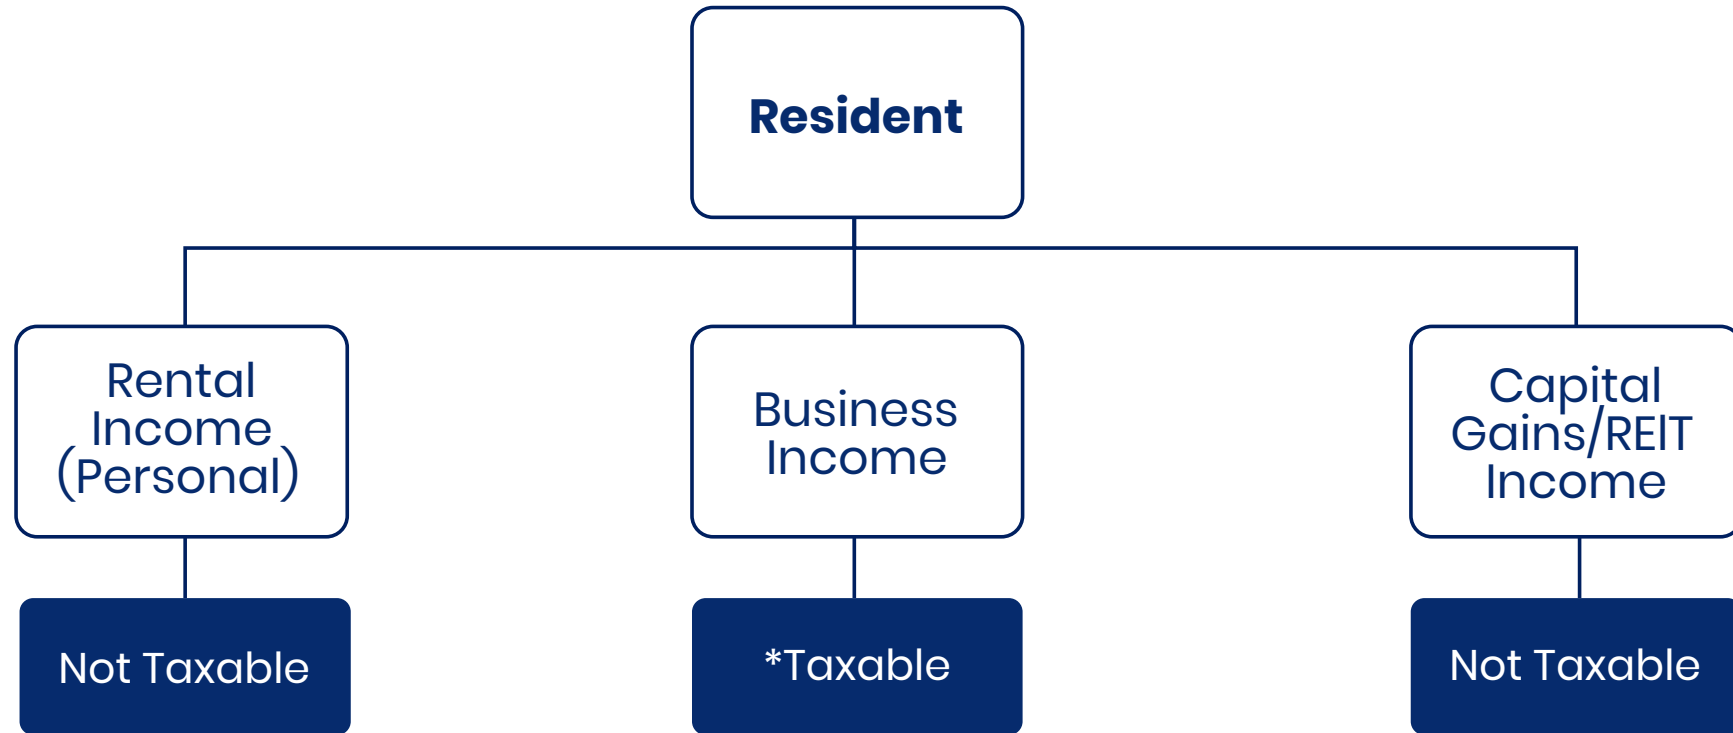 Resident
Rental
Income
(Personal)
Business
Income
Capital
Gains/REIT
Income
Not Taxable
*Taxable
Not Taxable